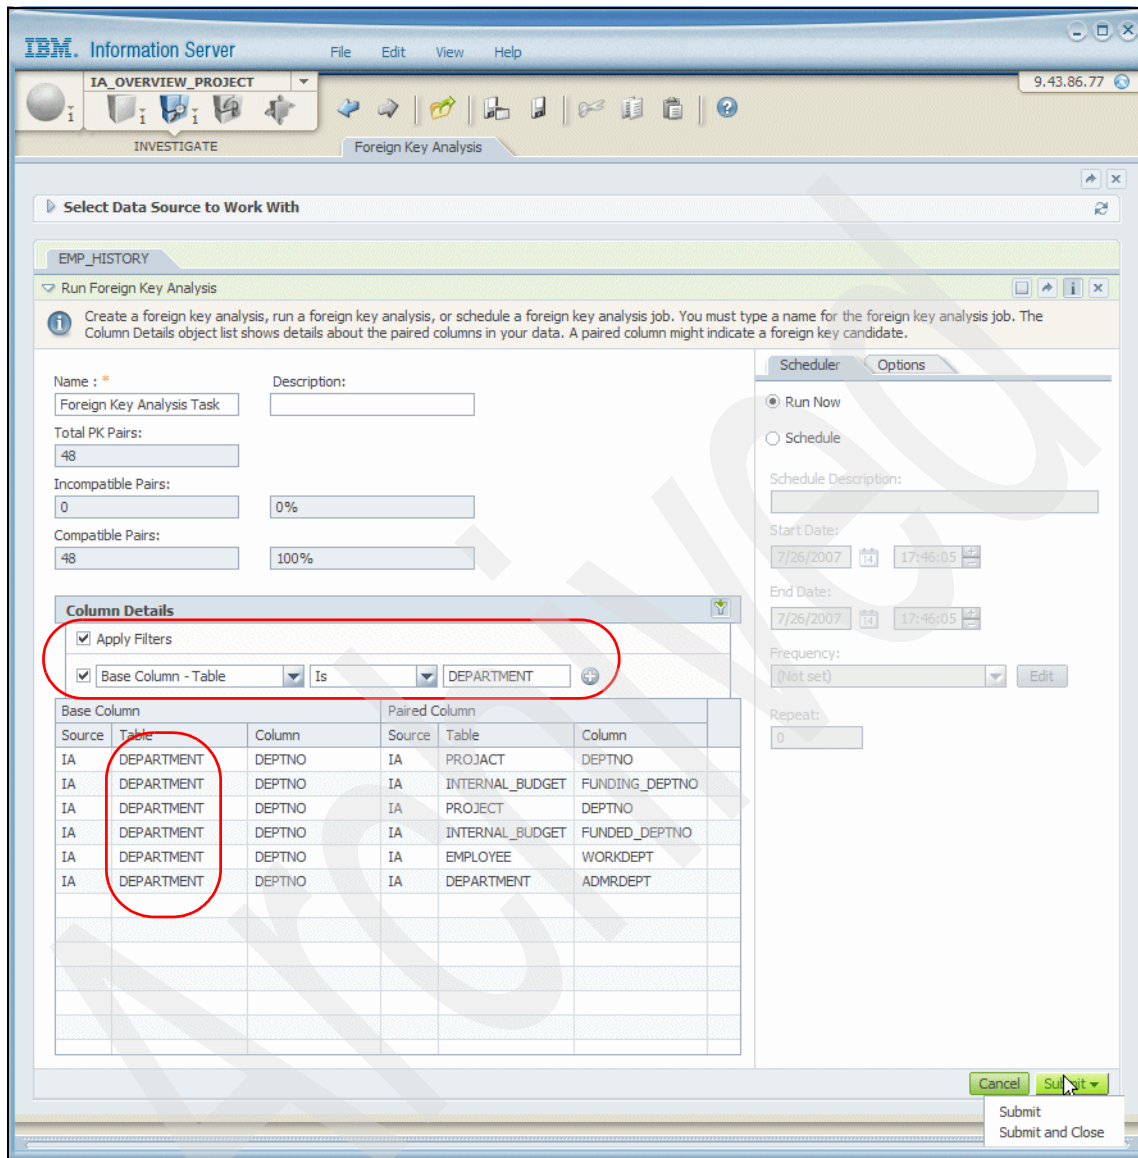 IBM. Information Server File Edit View Help
IA_OVERVIEW_PROJECT
9.43.86.77
1 1 1
INVESTIGATE
Foreign Key Analysis
Select Data Source to Work With
EMP_HISTORY
Run Foreign Key Analysis
Create a foreign key analysis, run a foreign key analysis, or schedule a foreign key analysis job. You must type a name for the foreign key analysis job. The
Column Details object list shows details about the paired columns in your data. A paired column might indicate a foreign key candidate.
Name : * Description:
Foreign Key Analysis Task
Total PK Pairs:
48
Incompatible Pairs:
0 0%
Compatible Pairs:
48 100%
Column Details
Apply Filters
Base Column - Table Is DEPARTMENT
Base Column Paired Column
Source Table Column Source Table Column
IA DEPARTMENT DEPTNO IA PROJACT DEPTNO
IA DEPARTMENT DEPTNO IA INTERNAL_BUDGET FUNDING_DEPTNO
IA DEPARTMENT DEPTNO IA PROJECT DEPTNO
IA DEPARTMENT DEPTNO IA INTERNAL_BUDGET FUNDED_DEPTNO
IA DEPARTMENT DEPTNO IA EMPLOYEE WORKDEPT
IA DEPARTMENT DEPTNO IA DEPARTMENT ADMRDEPT
Scheduler Options
Run Now
Schedule
Schedule Description:
Start Date:
7/26/2007 14 17:46:05
End Date:
7/26/2007 14 17:46:05
Frequency:
(Not set) Edit
Repeat:
0
Cancel Submit
Submit
Submit and Close
Archived